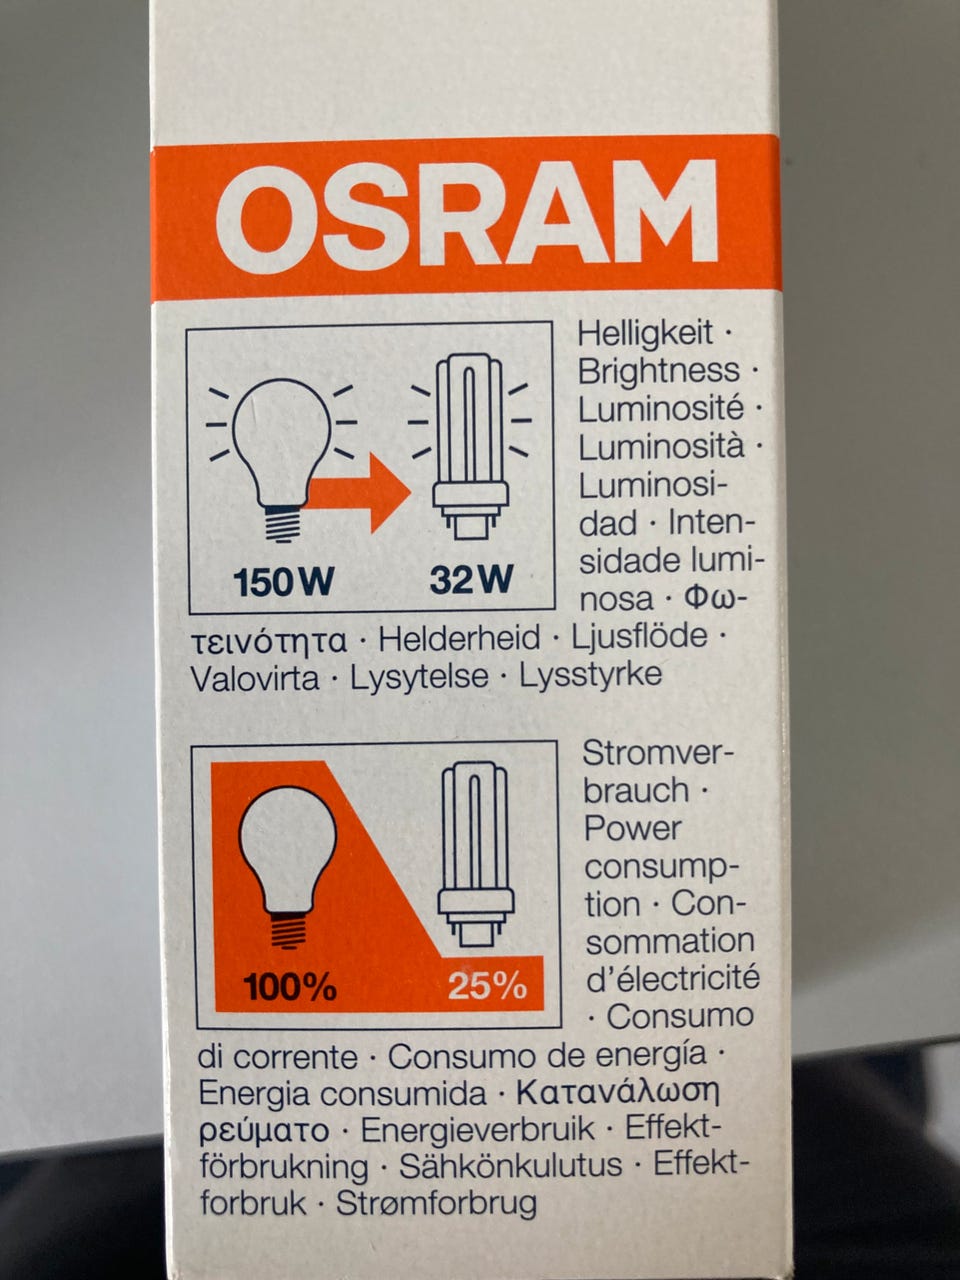 OSRAM
150W 32W
Helligkeit ·
Brightness ·
Luminosité ·
Luminosità ·
Luminosi-
dad · Inten-
sidade lumi-
nosa · Φω-
τεινότητα · Helderheid · Ljusflöde ·
Valovirta · Lysytelse · Lysstyrke
100% 25%
Stromver-
brauch ·
Power
consump-
tion · Con-
sommation
d'électricité
· Consumo
di corrente · Consumo de energía ·
Energia consumida · Κατανάλωση
ρεύματο · Energieverbruik · Effekt-
förbrukning · Sähkönkulutus · Effekt-
forbruk · Strømforbrug